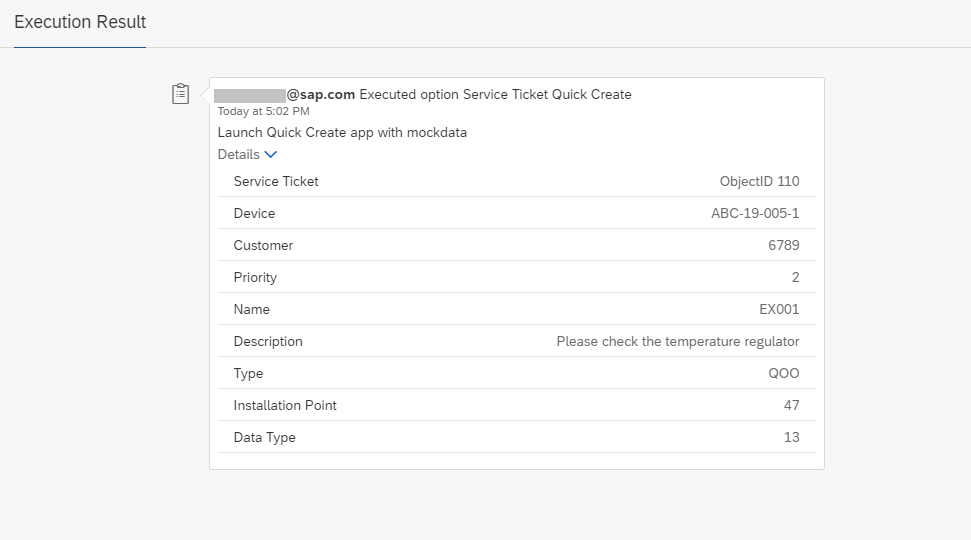 Execution Result
@sap.com Executed option Service Ticket Quick Create
Today at 5:02 PM
Launch Quick Create app with mockdata
Details
Service Ticket ObjectID 110
Device ABC-19-005-1
Customer 6789
Priority 2
Name EX001
Description Please check the temperature regulator
Type QOO
Installation Point 47
Data Type 13